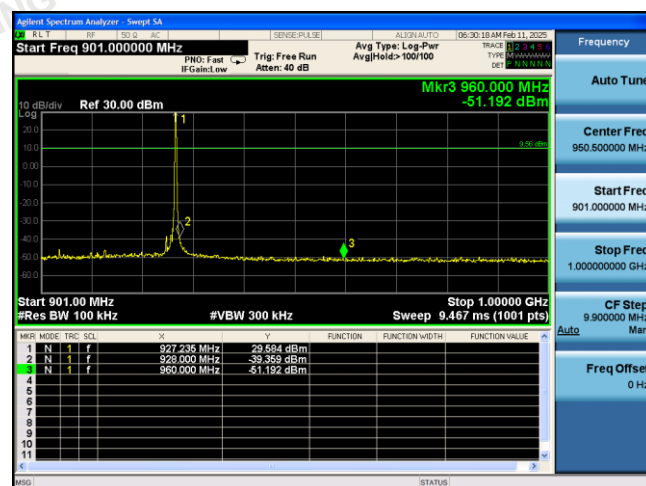 Agilent Spectrum Analyzer - Swept SA
RLT RF 50 Ω AC SENSE:PULSE ALIGN AUTO 06:30:18 AM Feb 11, 2025
Start Freq 901.000000 MHz
PNO: Fast
IFGain:Low
Trig: Free Run
Atten: 40 dB
Avg Type: Log-Pwr
Avg|Hold:>100/100
TRACE 1 2 3 4 5 6
TYPE MWWWWW
DET P N N N N N
Mkr3 960.000 MHz
-51.192 dBm
10 dB/div Ref 30.00 dBm
Log
20.0
10.0
0.00
-10.0
-20.0
-30.0
-40.0
-50.0
-60.0
1
2
3
9.56 dBm
Start 901.00 MHz Stop 1.00000 GHz
#Res BW 100 kHz #VBW 300 kHz Sweep 9.467 ms (1001 pts)
MKR MODE TRC SCL X Y FUNCTION FUNCTION WIDTH FUNCTION VALUE
1 N 1 f 927.235 MHz 29.584 dBm
2 N 1 f 928.000 MHz -39.359 dBm
3 N 1 f 960.000 MHz -51.192 dBm
4
5
6
7
8
9
10
11
MSG STATUS
Frequency
Auto Tune
Center Freq
950.500000 MHz
Start Freq
901.000000 MHz
Stop Freq
1.000000000 GHz
CF Step
9.900000 MHz
Auto Man
Freq Offset
0 Hz